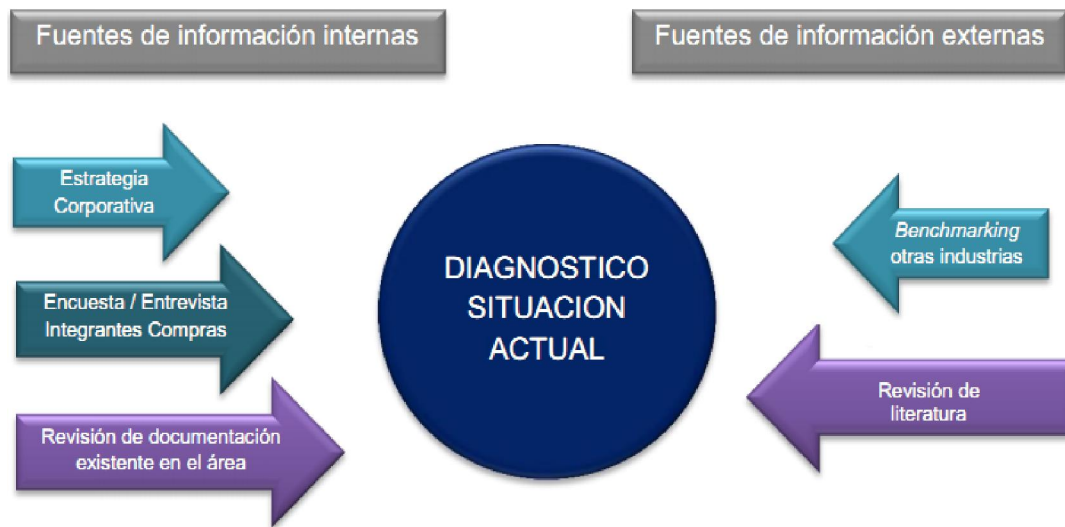 Fuentes de información internas
Fuentes de información externas
Estrategia
Corporativa
Encuesta / Entrevista
Integrantes Compras
Revisión de documentación
existente en el área
DIAGNOSTICO
SITUACION
ACTUAL
Benchmarking
otras industrias
Revisión de
literatura